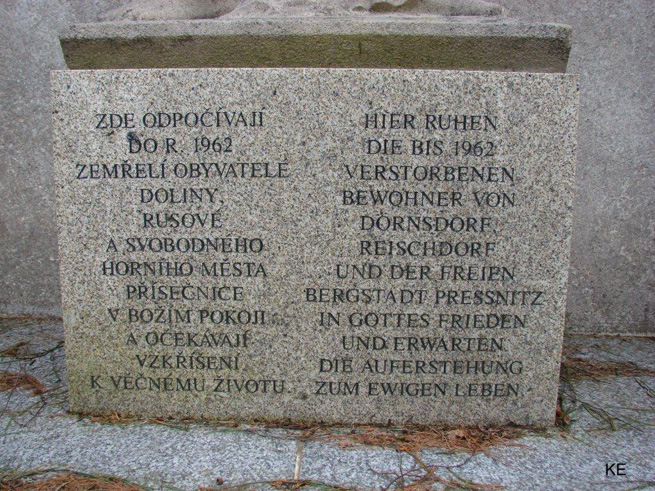 ZDE ODPOČÍVAJÍ
DO R. 1962
ZEMŘELÍ OBYVATELÉ
DOLINY,
RUSOVÉ
A SVOBODNÉHO
HORNÍHO MĚSTA
PŘÍSEČNICE
V BOŽÍM POKOJI
A OČEKÁVAJÍ
VZKŘÍŠENÍ
K VĚČNÉMU ŽIVOTU.
HIER RUHEN
DIE BIS 1962
VERSTORBENEN
BEWOHNER VON
DÖRNSDORF,
REISCHDORF
UND DER FREIEN
BERGSTADT PRESSNITZ
IN GOTTES FRIEDEN
UND ERWARTEN
DIE AUFERSTEHUNG
ZUM EWIGEN LEBEN.
KE